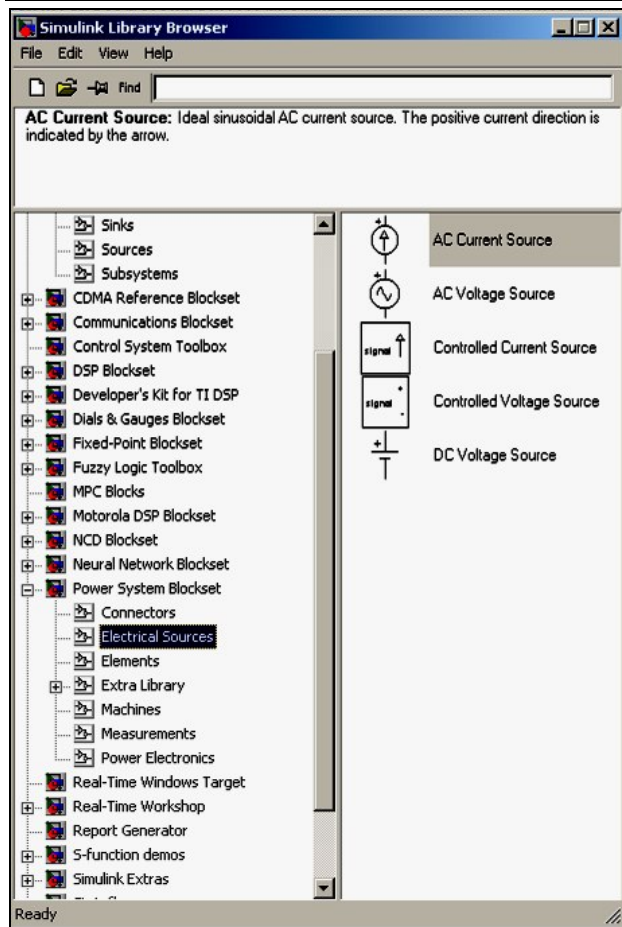 Simulink Library Browser
File Edit View Help
Find
AC Current Source: Ideal sinusoidal AC current source. The positive current direction is
indicated by the arrow.
Sinks
Sources
Subsystems
CDMA Reference Blockset
Communications Blockset
Control System Toolbox
DSP Blockset
Developer's Kit for TI DSP
Dials & Gauges Blockset
Fixed-Point Blockset
Fuzzy Logic Toolbox
MPC Blocks
Motorola DSP Blockset
NCD Blockset
Neural Network Blockset
Power System Blockset
Connectors
Electrical Sources
Elements
Extra Library
Machines
Measurements
Power Electronics
Real-Time Windows Target
Real-Time Workshop
Report Generator
S-function demos
Simulink Extras
AC Current Source
AC Voltage Source
signal
Controlled Current Source
signal
Controlled Voltage Source
DC Voltage Source
Ready